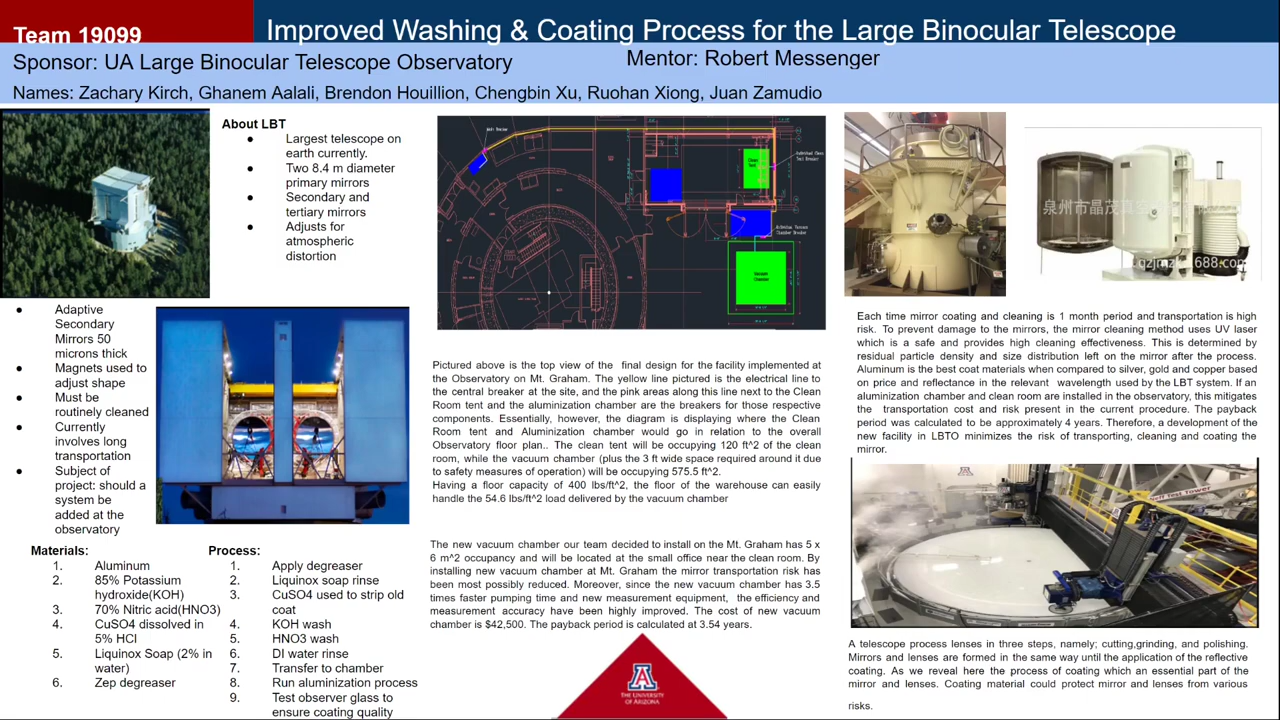 Team 19099
Improved Washing & Coating Process for the Large Binocular Telescope
Sponsor: UA Large Binocular Telescope Observatory
Mentor: Robert Messenger
Names: Zachary Kirch, Ghanem Aalali, Brendon Houillion, Chengbin Xu, Ruohan Xiong, Juan Zamudio
About LBT
● Largest telescope on
earth currently.
● Two 8.4 m diameter
primary mirrors
● Secondary and
tertiary mirrors
● Adjusts for
atmospheric
distortion
● Adaptive
Secondary
Mirrors 50
microns thick
● Magnets used to
adjust shape
● Must be
routinely cleaned
● Currently
involves long
transportation
● Subject of
project: should a
system be
added at the
observatory
Materials:
1. Aluminum
2. 85% Potassium
hydroxide(KOH)
3. 70% Nitric acid(HNO3)
4. CuSO4 dissolved in
5% HCl
5. Liquinox Soap (2% in
water)
6. Zep degreaser
Process:
1. Apply degreaser
2. Liquinox soap rinse
3. CuSO4 used to strip old
coat
4. KOH wash
5. HNO3 wash
6. DI water rinse
7. Transfer to chamber
8. Run aluminization process
9. Test observer glass to
ensure coating quality
Clean
Tent
Vacuum
Chamber
Pictured above is the top view of the final design for the facility implemented at
the Observatory on Mt. Graham. The yellow line pictured is the electrical line to
the central breaker at the site, and the pink areas along this line next to the Clean
Room tent and the aluminization chamber are the breakers for those respective
components. Essentially, however, the diagram is displaying where the Clean
Room tent and Aluminization chamber would go in relation to the overall
Observatory floor plan.. The clean tent will be occupying 120 ft^2 of the clean
room, while the vacuum chamber (plus the 3 ft wide space required around it due
to safety measures of operation) will be occupying 575.5 ft^2.
Having a floor capacity of 400 lbs/ft^2, the floor of the warehouse can easily
handle the 54.6 lbs/ft^2 load delivered by the vacuum chamber
The new vacuum chamber our team decided to install on the Mt. Graham has 5 x
6 m^2 occupancy and will be located at the small office near the clean room. By
installing new vacuum chamber at Mt. Graham the mirror transportation risk has
been most possibly reduced. Moreover, since the new vacuum chamber has 3.5
times faster pumping time and new measurement equipment, the efficiency and
measurement accuracy have been highly improved. The cost of new vacuum
chamber is $42,500. The payback period is calculated at 3.54 years.
THE UNIVERSITY
OF ARIZONA
泉州市晶茂真空
qzjmzk.1688.com
Each time mirror coating and cleaning is 1 month period and transportation is high
risk. To prevent damage to the mirrors, the mirror cleaning method uses UV laser
which is a safe and provides high cleaning effectiveness. This is determined by
residual particle density and size distribution left on the mirror after the process.
Aluminum is the best coat materials when compared to silver, gold and copper based
on price and reflectance in the relevant wavelength used by the LBT system. If an
aluminization chamber and clean room are installed in the observatory, this mitigates
the transportation cost and risk present in the current procedure. The payback
period was calculated to be approximately 4 years. Therefore, a development of the
new facility in LBTO minimizes the risk of transporting, cleaning and coating the
mirror.
A telescope process lenses in three steps, namely; cutting,grinding, and polishing.
Mirrors and lenses are formed in the same way until the application of the reflective
coating. As we reveal here the process of coating which an essential part of the
mirror and lenses. Coating material could protect mirror and lenses from various
risks.